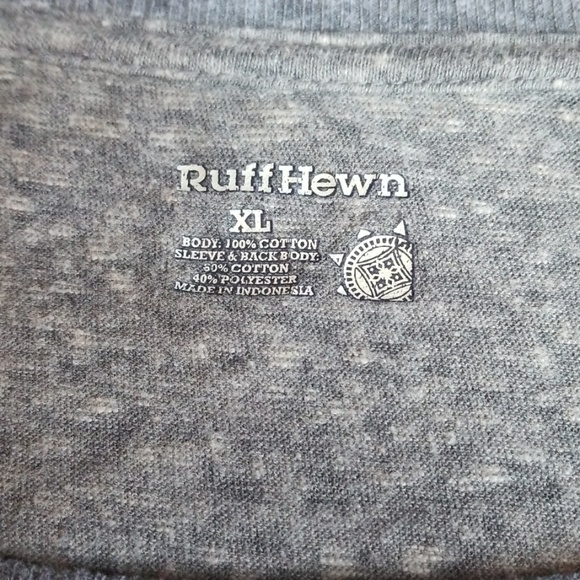 Ruff Hewn
XL
BODY: 100% COTTON
SLEEVE & BACK BODY:
60% COTTON
40% POLYESTER
MADE IN INDONESIA